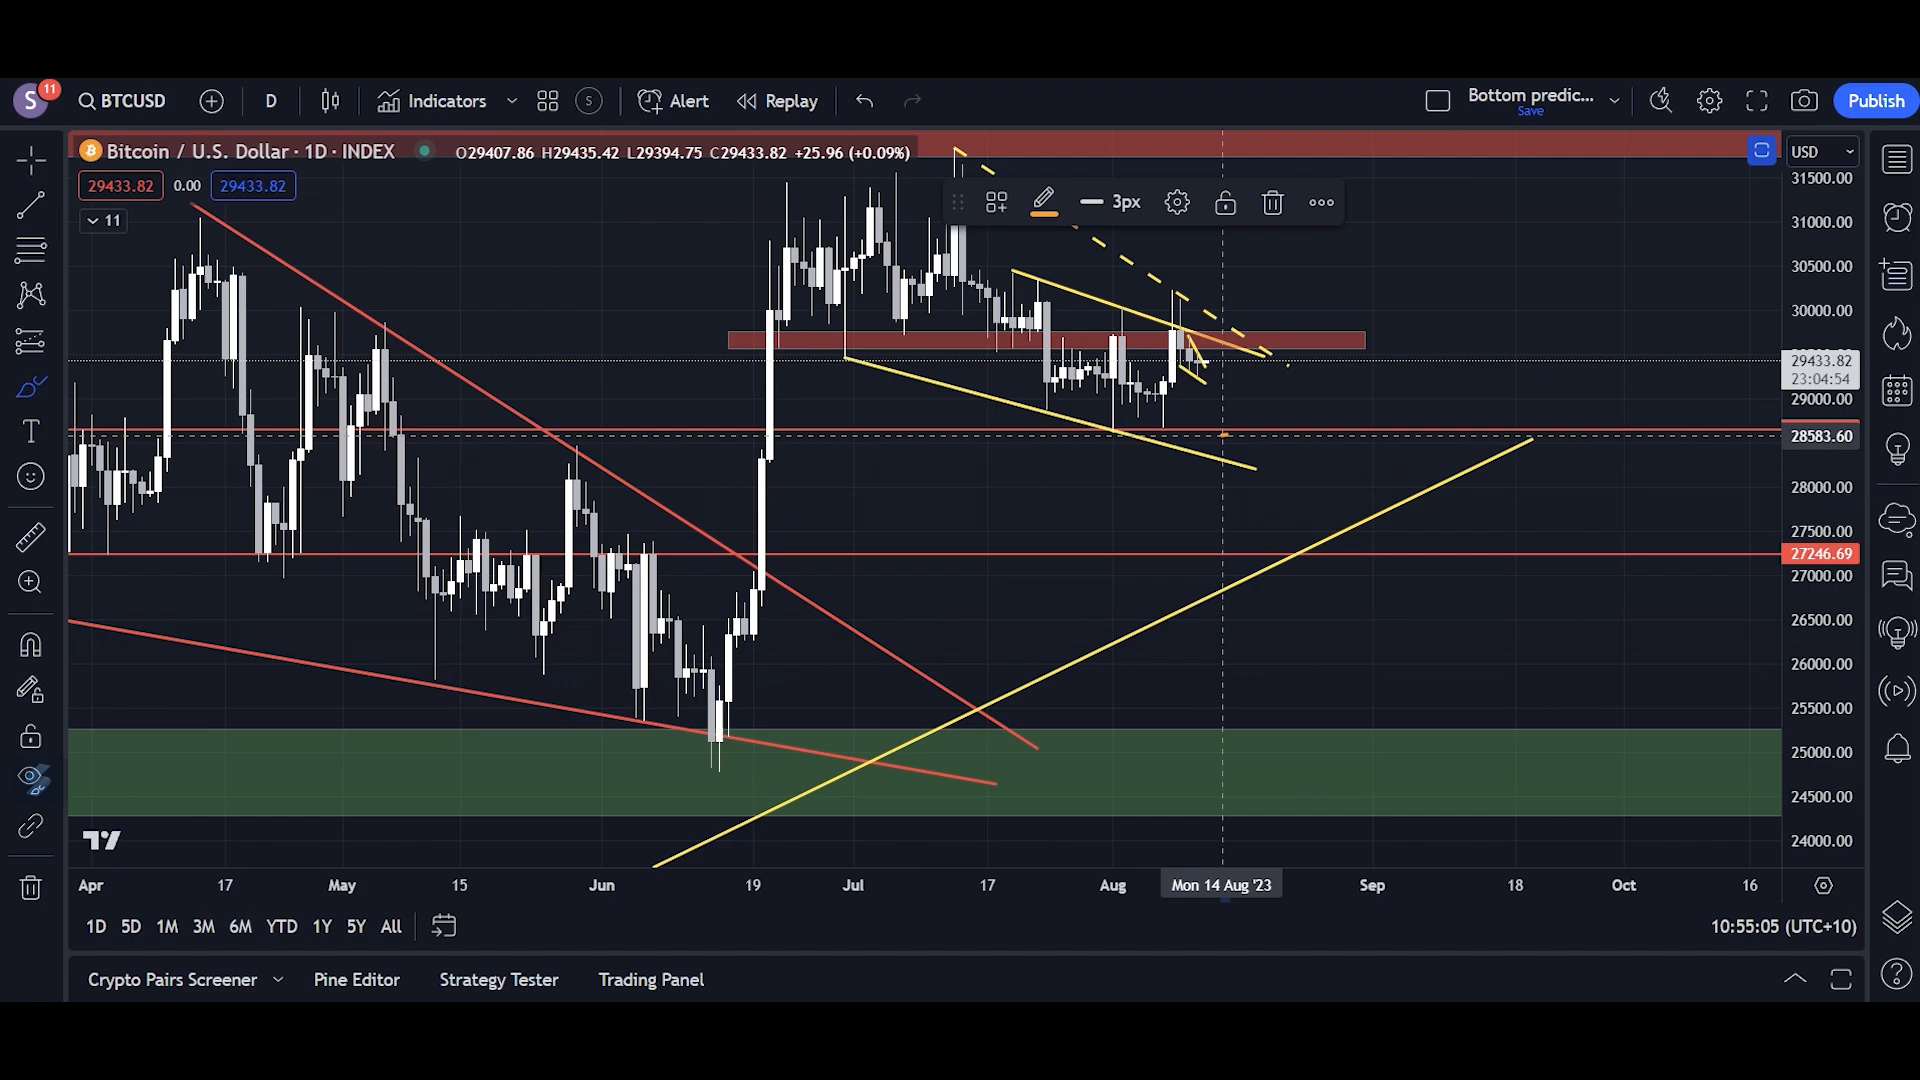 S 11 BTCUSD D Indicators S Alert Replay Bottom predic... Publish
Save
Bitcoin / U.S. Dollar · 1D · INDEX O29407.86 H29435.42 L29394.75 C29433.82 +25.96 (+0.09%) USD
29433.82 0.00 29433.82
11
3px
31500.00
31000.00
30500.00
30000.00
29433.82
23:04:54
29000.00
28583.60
28000.00
27500.00
27246.69
27000.00
26500.00
26000.00
25500.00
25000.00
24500.00
24000.00
Apr 17 May 15 Jun 19 Jul 17 Aug Mon 14 Aug '23 Sep 18 Oct 16
1D 5D 1M 3M 6M YTD 1Y 5Y All 10:55:05 (UTC+10)
Crypto Pairs Screener Pine Editor Strategy Tester Trading Panel